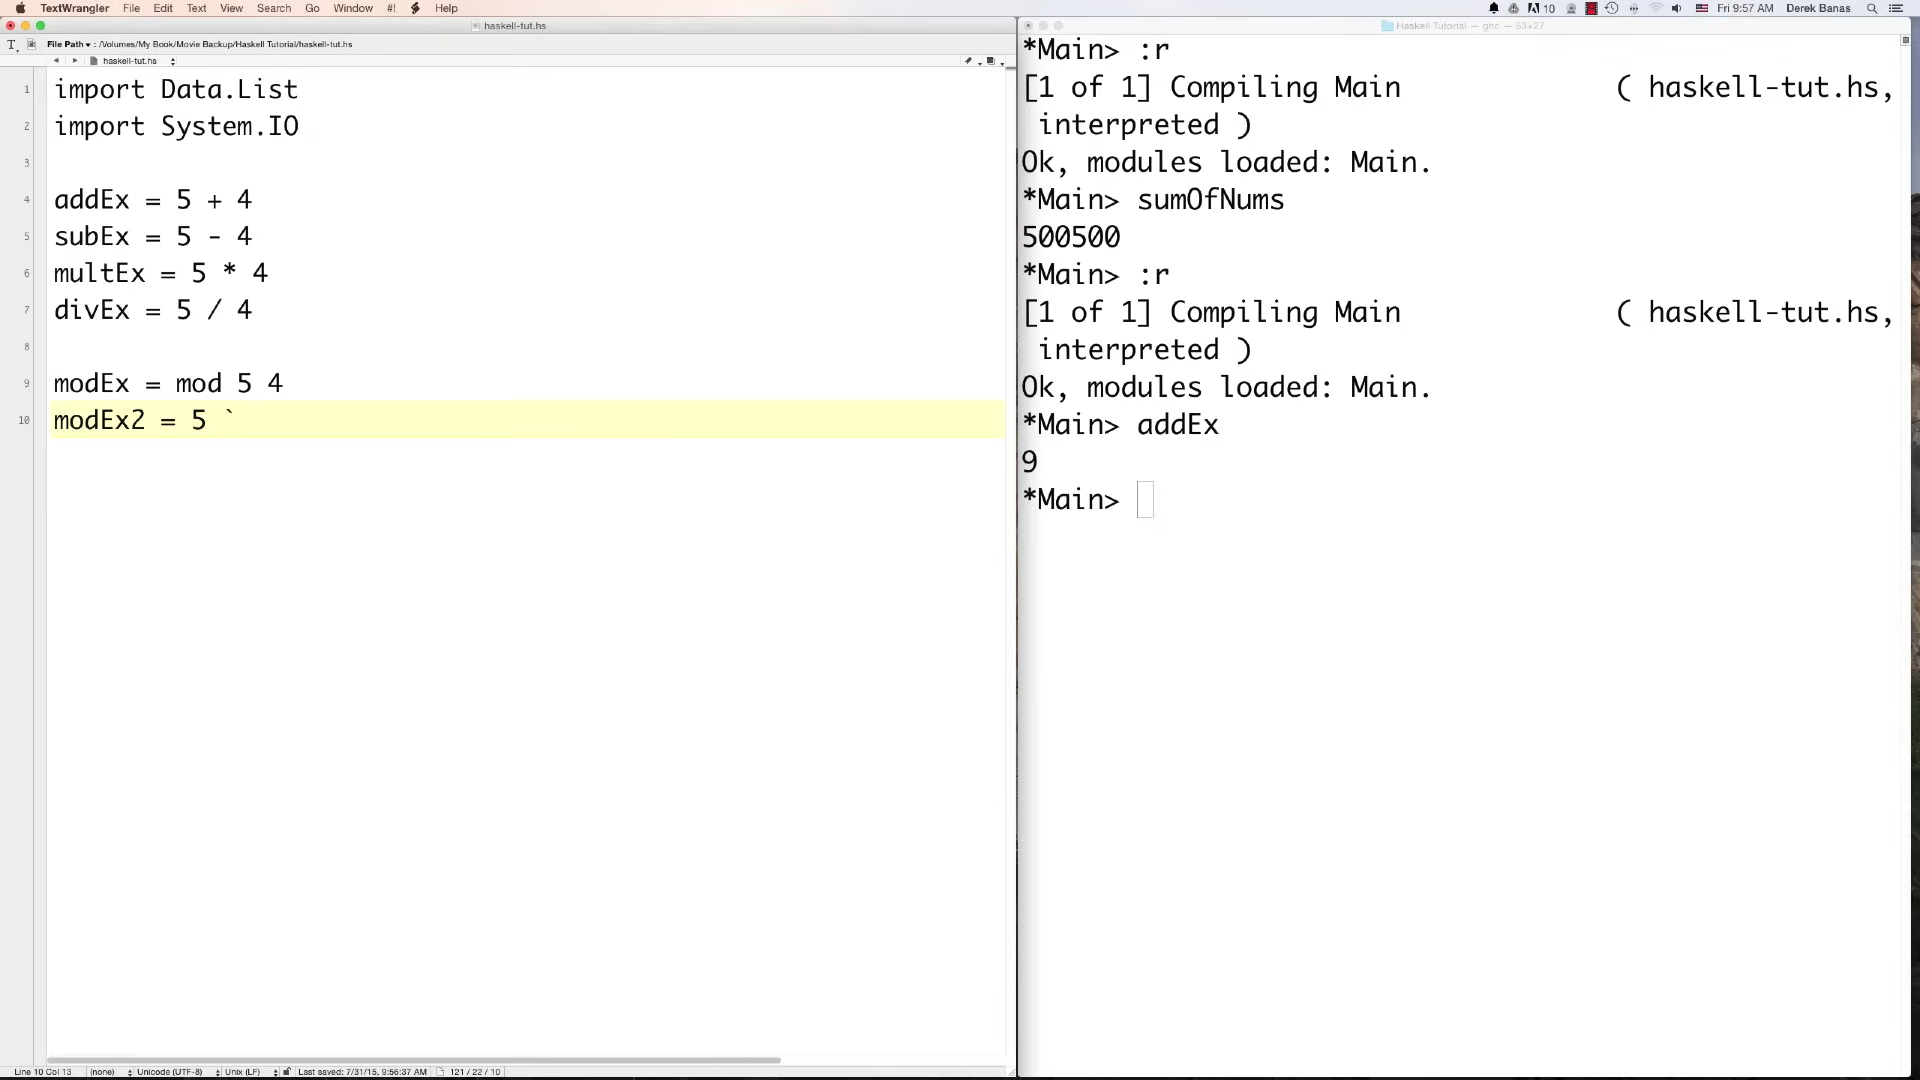 TextWrangler File Edit Text View Search Go Window #! Help
10 Fri 9:57 AM Derek Banas
haskell-tut.hs
File Path ▾ : /Volumes/My Book/Movie Backup/Haskell Tutorial/haskell-tut.hs
haskell-tut.hs
1 import Data.List
2 import System.IO
3
4 addEx = 5 + 4
5 subEx = 5 - 4
6 multEx = 5 * 4
7 divEx = 5 / 4
8
9 modEx = mod 5 4
10 modEx2 = 5 `
Line 10 Col 13 (none) Unicode (UTF-8) Unix (LF) Last saved: 7/31/15, 9:56:37 AM 121 / 22 / 10
Haskell Tutorial — ghc — 53×27
*Main> :r
[1 of 1] Compiling Main ( haskell-tut.hs,
interpreted )
Ok, modules loaded: Main.
*Main> sumOfNums
500500
*Main> :r
[1 of 1] Compiling Main ( haskell-tut.hs,
interpreted )
Ok, modules loaded: Main.
*Main> addEx
9
*Main>